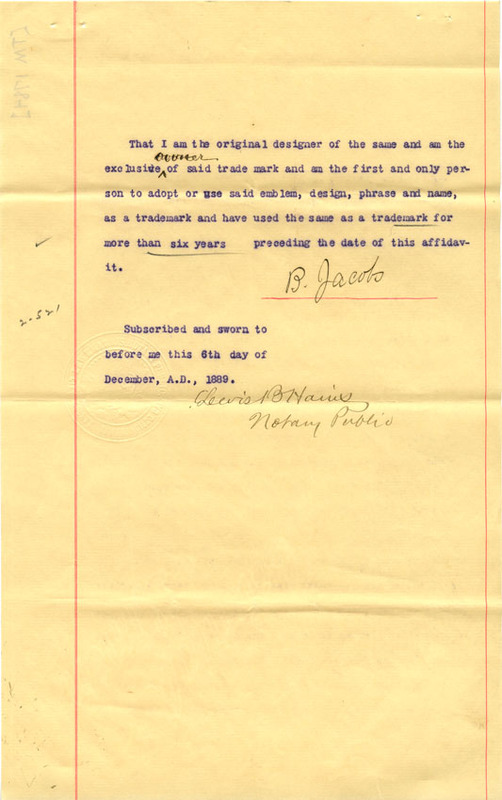 That I am the original designer of the same and am the
owner
exclusive of said trade mark and am the first and only per-
son to adopt or use said emblem, design, phrase and name,
as a trademark and have used the same as a trademark for
more than six years preceding the date of this affidav-
it.
B. Jacobs
2-521
Subscribed and sworn to
before me this 6th day of
December, A.D., 1889.
Lewis B Hains
Notary Public